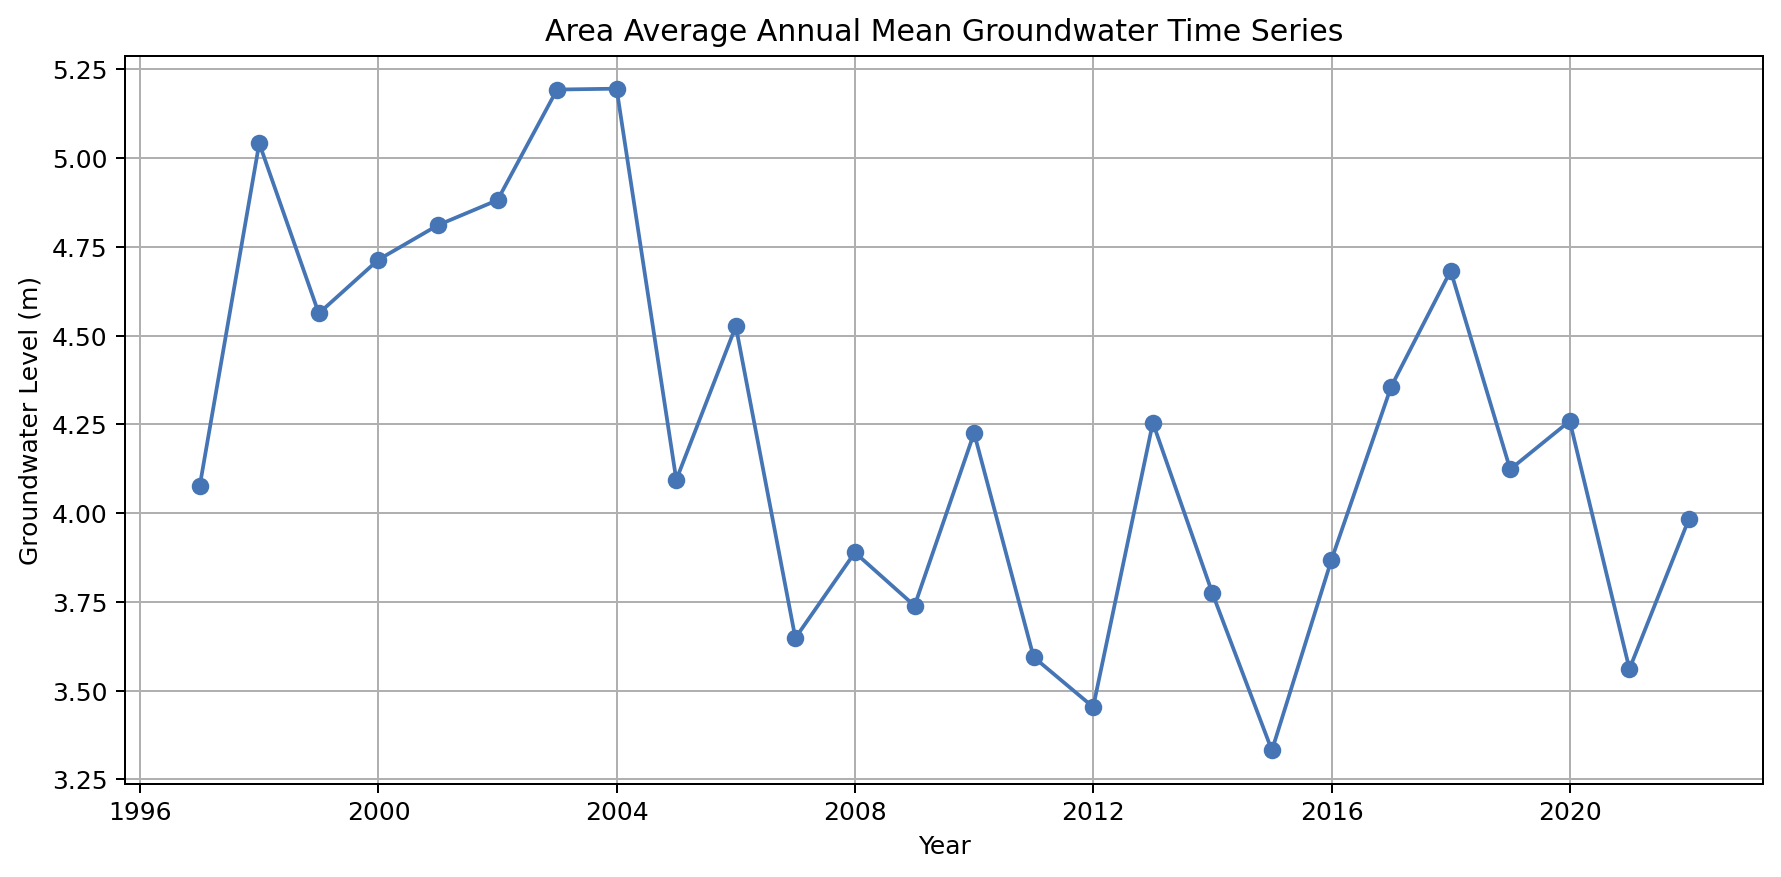 Area Average Annual Mean Groundwater Time Series
5.25
5.00
4.75
4.50
4.25
4.00
3.75
3.50
3.25
Groundwater Level (m)
1996 2000 2004 2008 2012 2016 2020
Year